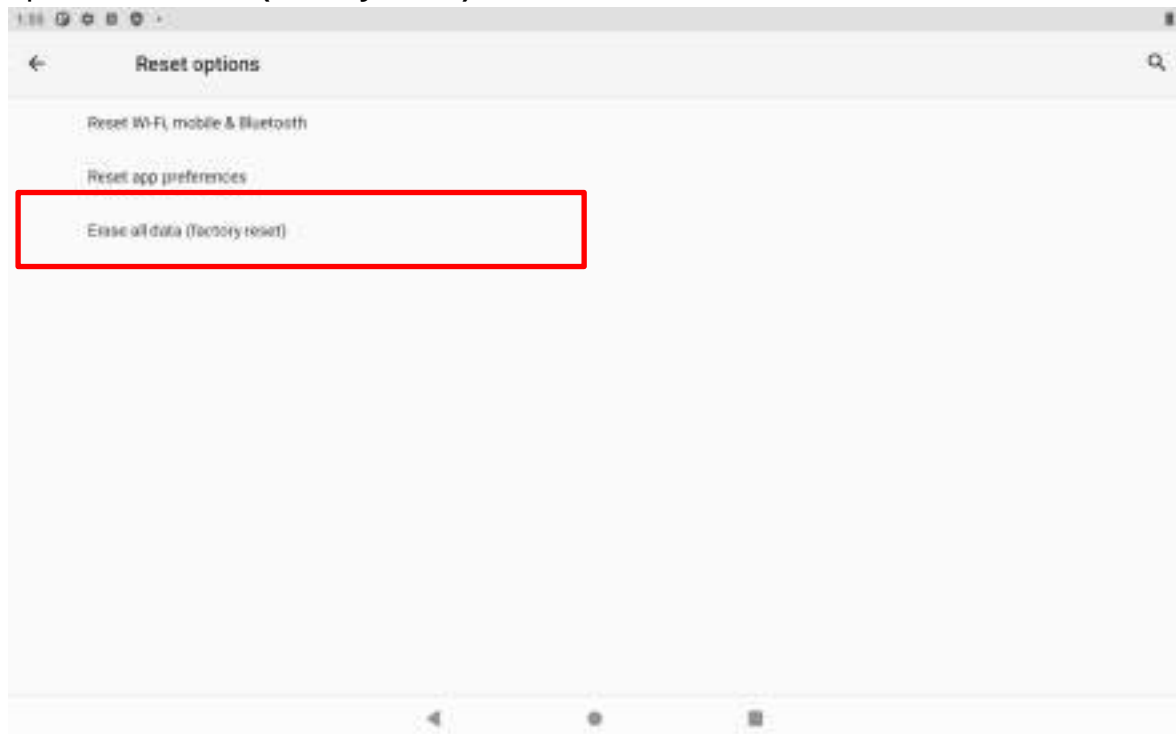 Reset options
Reset Wi-Fi, mobile & Bluetooth
Reset app preferences
Erase all data (factory reset)